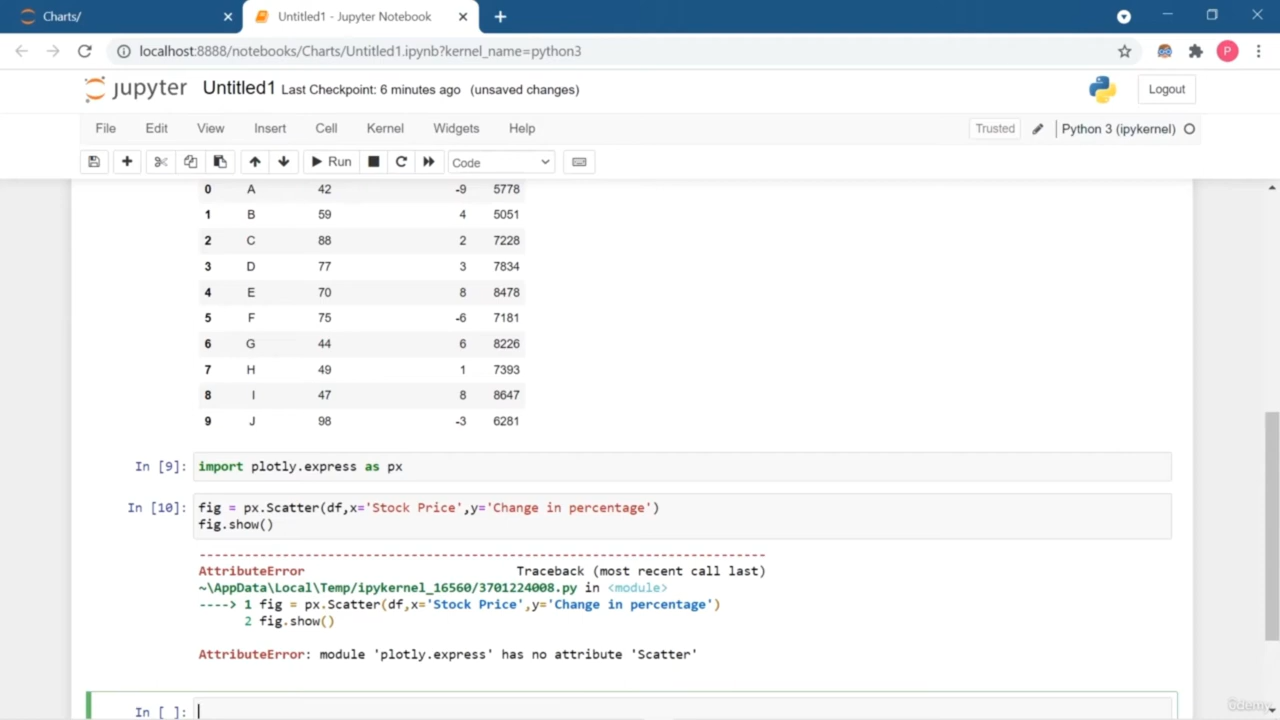 Charts/
Untitled1 - Jupyter Notebook
localhost:8888/notebooks/Charts/Untitled1.ipynb?kernel_name=python3
P
jupyter Untitled1 Last Checkpoint: 6 minutes ago (unsaved changes)
Logout
File Edit View Insert Cell Kernel Widgets Help
Trusted
Python 3 (ipykernel)
Run
Code
0 A 42 -9 5778
1 B 59 4 5051
2 C 88 2 7228
3 D 77 3 7834
4 E 70 8 8478
5 F 75 -6 7181
6 G 44 6 8226
7 H 49 1 7393
8 I 47 8 8647
9 J 98 -3 6281
In [9]: import plotly.express as px
In [10]: fig = px.Scatter(df,x='Stock Price',y='Change in percentage')
fig.show()
---------------------------------------------------------------------------
AttributeError Traceback (most recent call last)
~\AppData\Local\Temp/ipykernel_16560/3701224008.py in <module>
----> 1 fig = px.Scatter(df,x='Stock Price',y='Change in percentage')
2 fig.show()
AttributeError: module 'plotly.express' has no attribute 'Scatter'
In [ ]:
ûdemy